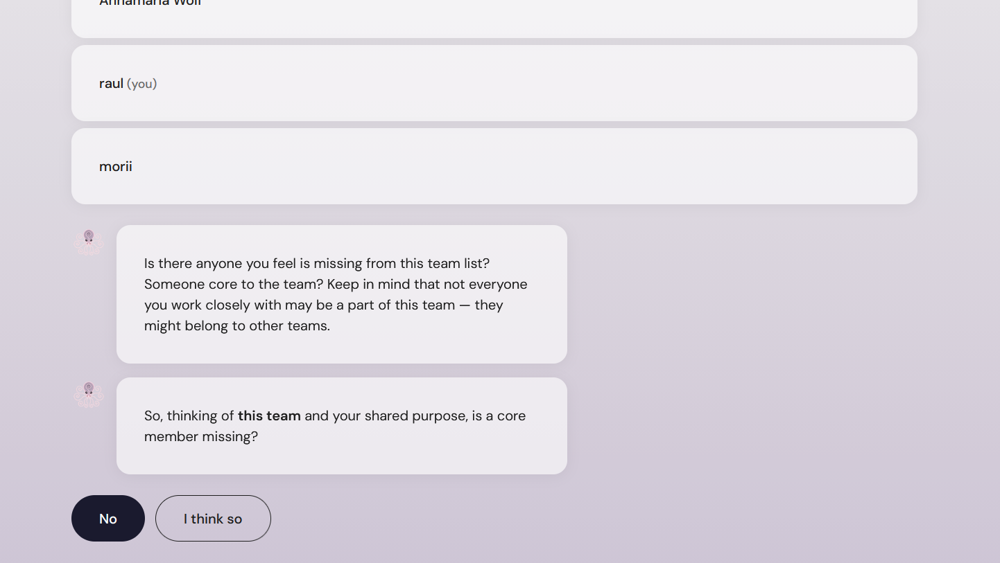 Annamaria Wolf
raul (you)
morii
Is there anyone you feel is missing from this team list?
Someone core to the team? Keep in mind that not everyone
you work closely with may be a part of this team — they
might belong to other teams.
So, thinking of this team and your shared purpose, is a core
member missing?
No
I think so